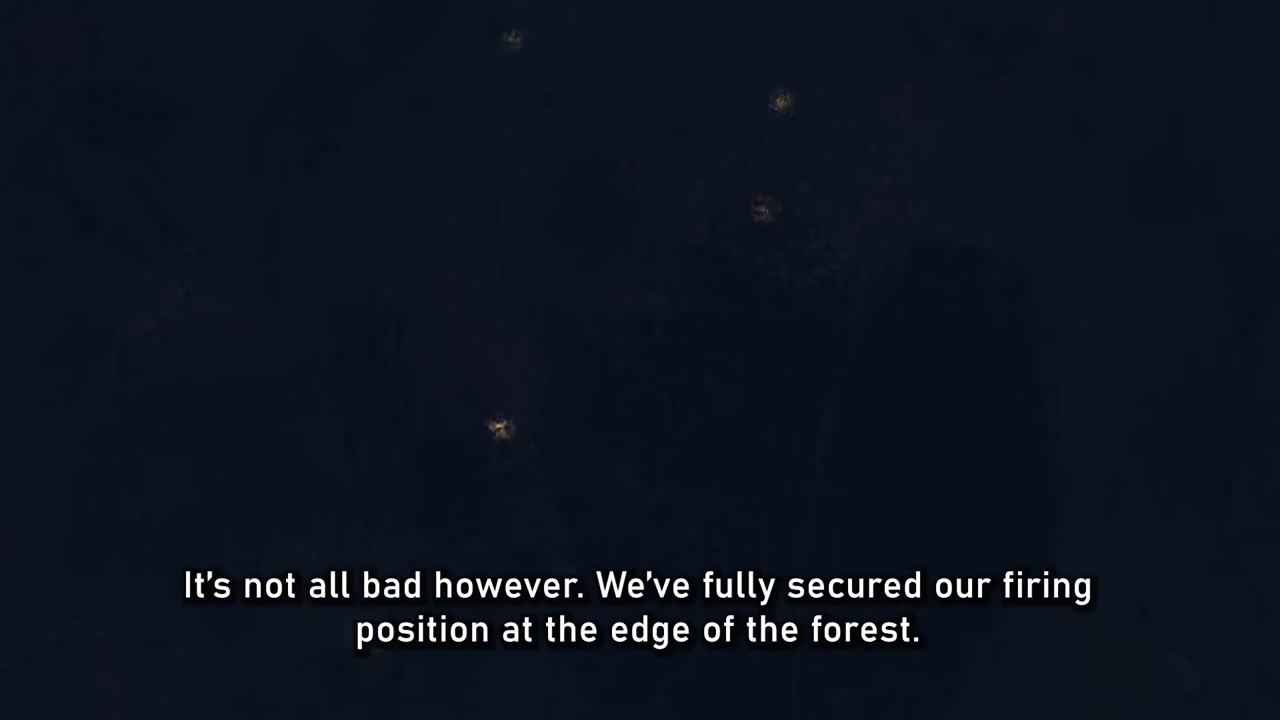 It’s not all bad however. We’ve fully secured our firing
position at the edge of the forest.